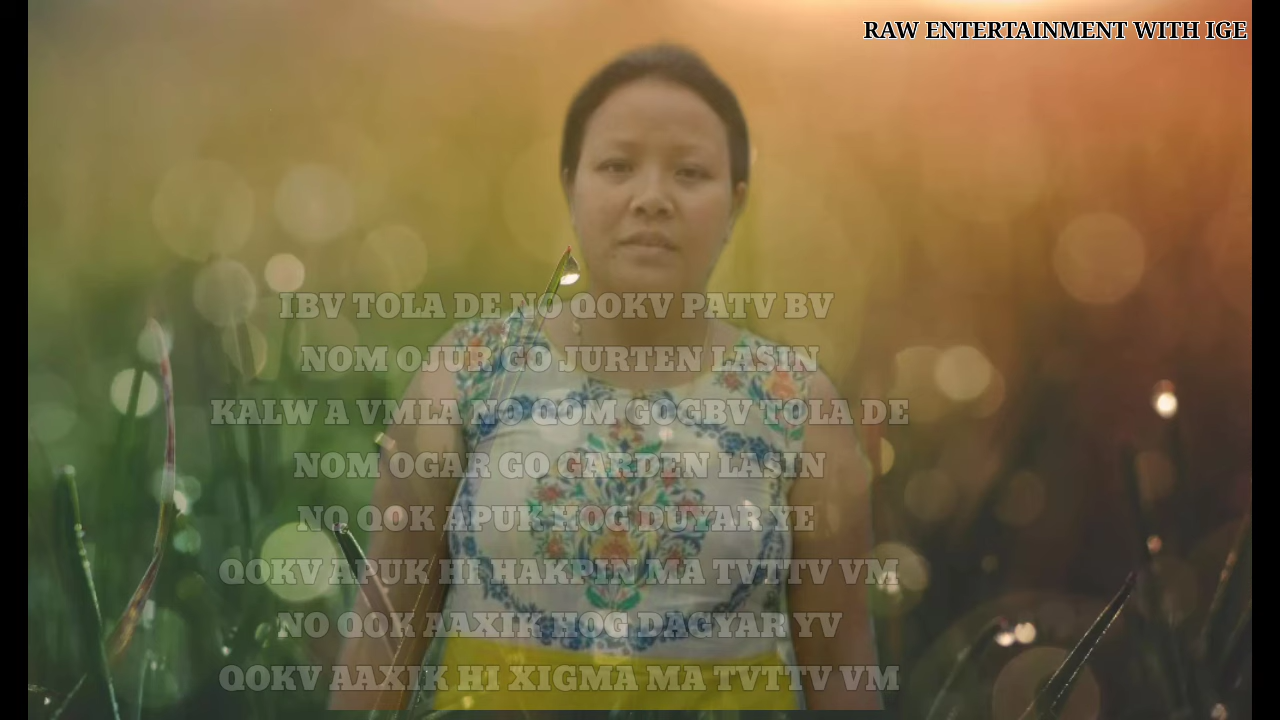 RAW ENTERTAINMENT WITH IGE
IBV TOLA DE NO QOKV PATV BV
NOM OJUR GO JURTEN LASIN
KALW A VMLA NO QOM GOGBV TOLA DE
NOM OGAR GO GARDEN LASIN
NO QOK APUK HOG DUYAR YE
QOKV APUK HI HAKPIN MA TVTTV VM
NO QOK AAXIK HOG DAGYAR YV
QOKV AAXIK HI XIGMA MA TVTTV VM